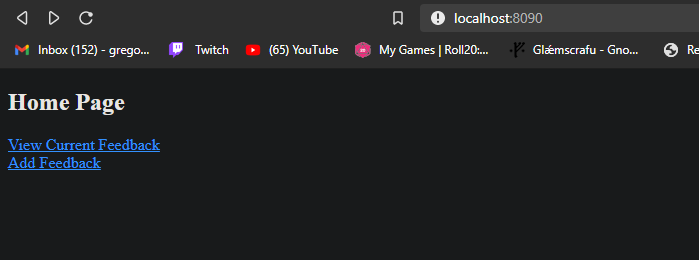 localhost:8090
Inbox (152) - grego... Twitch (65) YouTube My Games | Roll20:... Glǽmscrafu - Gno... Re
Home Page
View Current Feedback
Add Feedback